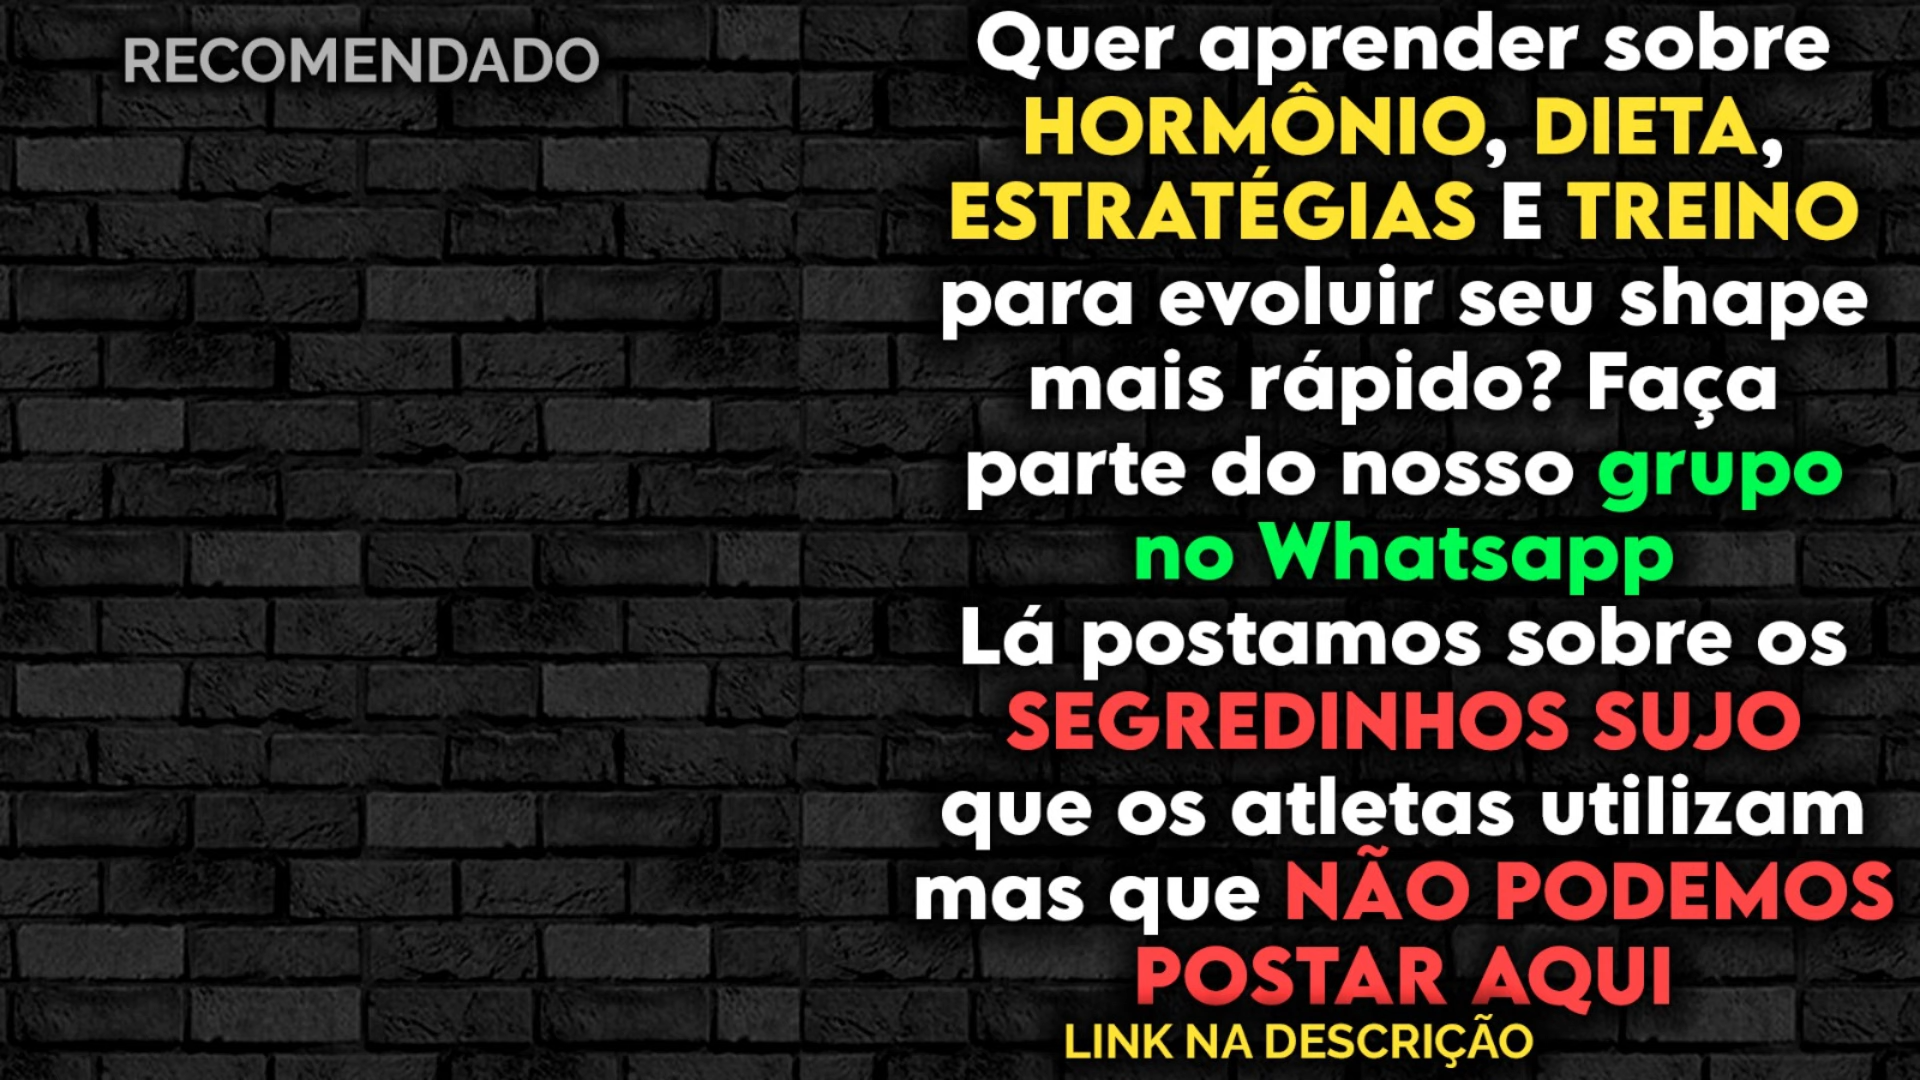 RECOMENDADO
Quer aprender sobre
HORMÔNIO, DIETA,
ESTRATÉGIAS E TREINO
para evoluir seu shape
mais rápido? Faça
parte do nosso grupo
no Whatsapp
Lá postamos sobre os
SEGREDINHOS SUJO
que os atletas utilizam
mas que NÃO PODEMOS
POSTAR AQUI
LINK NA DESCRIÇÃO